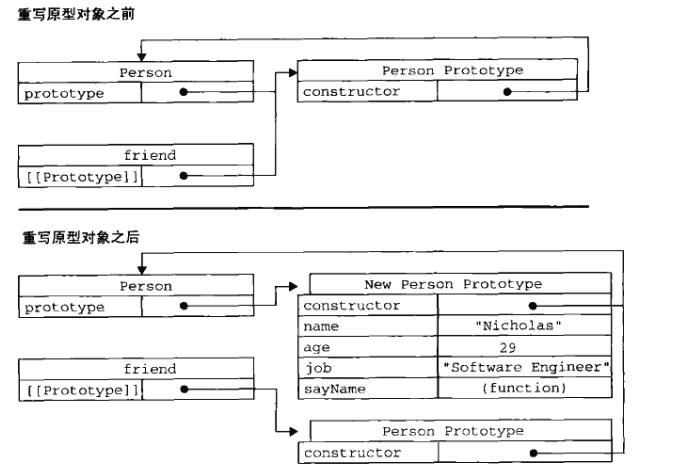 重写原型对象之前
Person
prototype
Person Prototype
constructor
friend
[[Prototype]]
重写原型对象之后
Person
prototype
New Person Prototype
constructor
name "Nicholas"
age 29
job "Software Engineer"
sayName (function)
friend
[[Prototype]]
Person Prototype
constructor